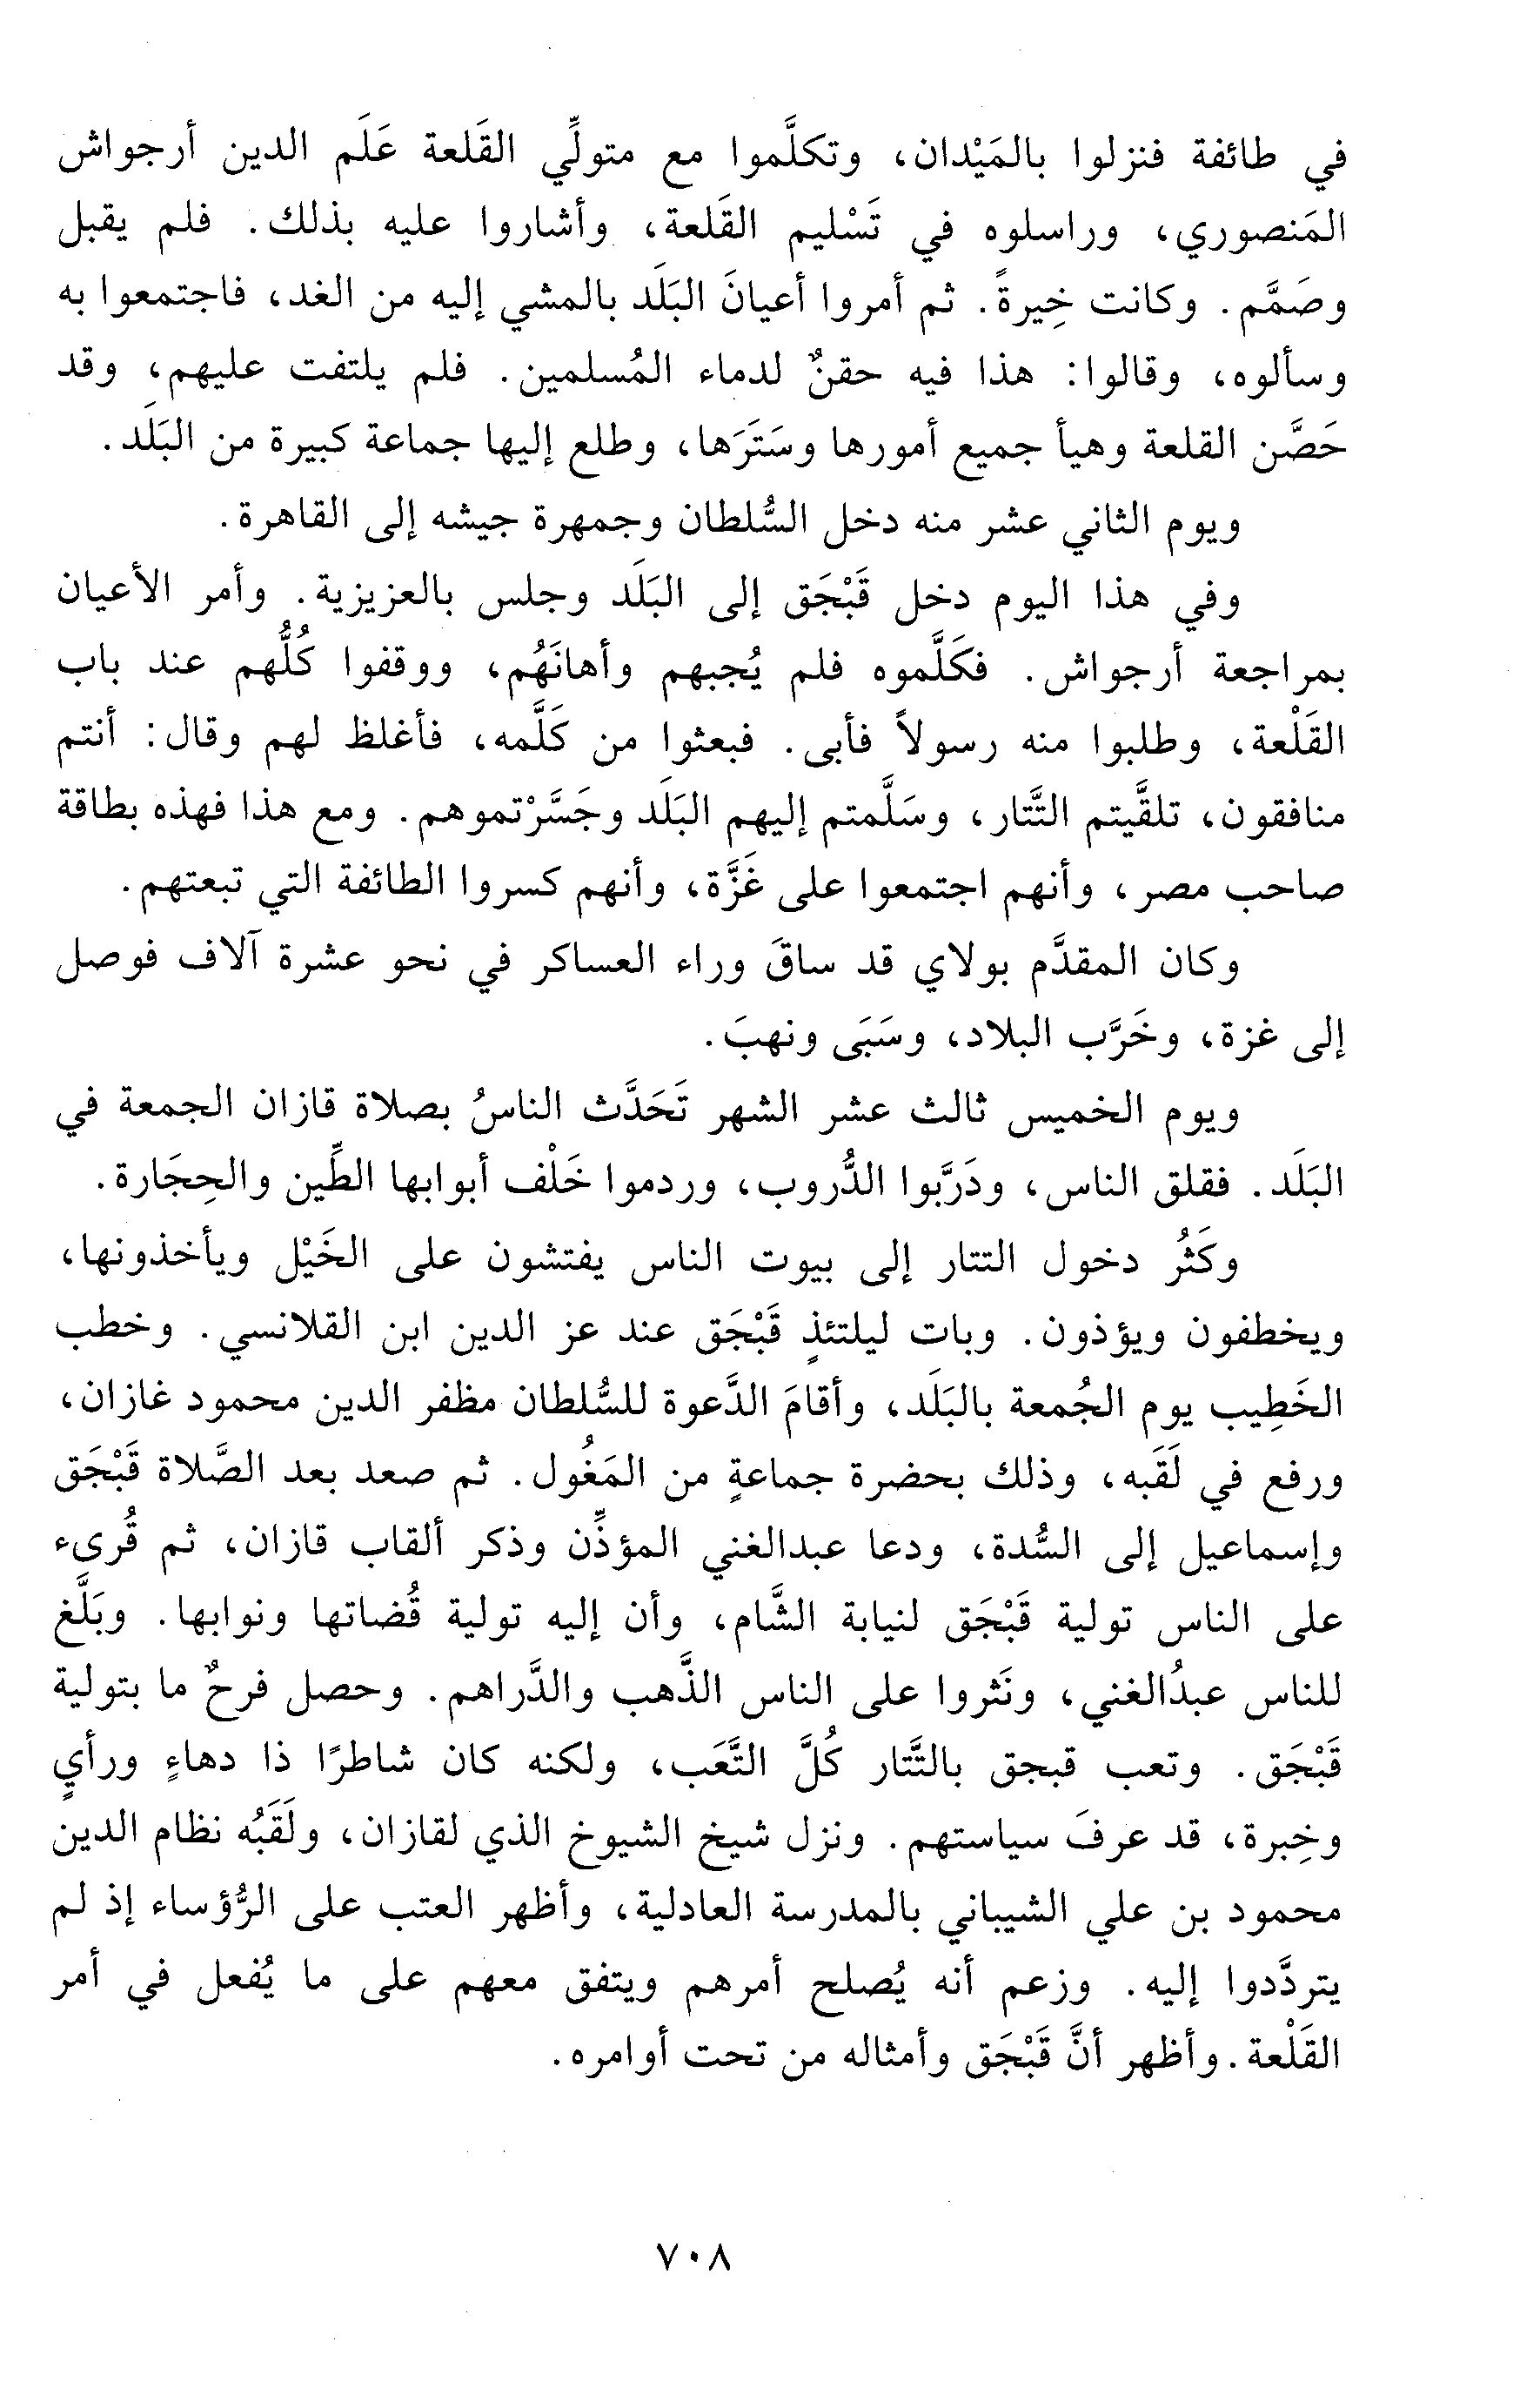 في طائفة فنزلوا بالمَيْدان، وتكلَّموا مع متولِّي القَلعة عَلَم الدين أرجواش
المَنصوري، وراسلوه في تَسْليم القَلعة، وأشاروا عليه بذلك. فلم يقبل
وصَمَّم. وكانت خِيرةً. ثم أمروا أعيانَ البَلَد بالمشي إليه من الغد، فاجتمعوا به
وسألوه، وقالوا: هذا فيه حقنٌ لدماء المُسلمين. فلم يلتفت عليهم، وقد
حَصَّن القلعة وهيأ جميع أمورها وسَتَرَها، وطلع إليها جماعة كبيرة من البَلَد.
ويوم الثاني عشر منه دخل السُّلطان وجمهرة جيشه إلى القاهرة.
وفي هذا اليوم دخل قَبْجَق إلى البَلَد وجلس بالعزيزية. وأمر الأعيان
بمراجعة أرجواش. فكَلَّموه فلم يُجبهم وأهانَهُم، ووقفوا كُلُّهم عند باب
القَلْعة، وطلبوا منه رسولاً فأبى. فبعثوا من كَلَّمه، فأغلظ لهم وقال: أنتم
منافقون، تلقَّيتم التَّتار، وسَلَّمتم إليهم البَلَد وجَسَّرْتموهم. ومع هذا فهذه بطاقة
صاحب مصر، وأنهم اجتمعوا على غَزَّة، وأنهم كسروا الطائفة التي تبعتهم.
وكان المقدَّم بولاي قد ساقَ وراء العساكر في نحو عشرة آلاف فوصل
إلى غزة، وخَرَّب البلاد، وسَبَى ونهبَ.
ويوم الخميس ثالث عشر الشهر تَحَدَّث الناسُ بصلاة قازان الجمعة في
البَلَد. فقلق الناس، ودَرَّبوا الدُّروب، وردموا خَلْف أبوابها الطِّين والحِجَارة.
وكَثُر دخول التتار إلى بيوت الناس يفتشون على الخَيْل ويأخذونها،
ويخطفون ويؤذون. وبات ليلتئذٍ قَبْجَق عند عز الدين ابن القلانسي. وخطب
الخَطِيب يوم الجُمعة بالبَلَد، وأقامَ الدَّعوة للسُّلطان مظفر الدين محمود غازان،
ورفع في لَقَبه، وذلك بحضرة جماعةٍ من المَغُول. ثم صعد بعد الصَّلاة قَبْجَق
وإسماعيل إلى السُّدة، ودعا عبدالغني المؤذِّن وذكر ألقاب قازان، ثم قُرىء
على الناس تولية قَبْجَق لنيابة الشَّام، وأن إليه تولية قُضاتها ونوابها. وبَلَّغ
للناس عبدُالغني، ونَثروا على الناس الذَّهب والدَّراهم. وحصل فرحٌ ما بتولية
قَبْجَق. وتعب قبجق بالتَّتار كُلَّ التَّعَب، ولكنه كان شاطرًا ذا دهاءٍ ورأيٍ
وخِبرة، قد عرفَ سياستهم. ونزل شيخ الشيوخ الذي لقازان، ولَقَبُه نظام الدين
محمود بن علي الشيباني بالمدرسة العادلية، وأظهر العتب على الرُّؤساء إذ لم
يتردَّدوا إليه. وزعم أنه يُصلح أمرهم ويتفق معهم على ما يُفعل في أمر
القَلْعة. وأظهر أنَّ قَبْجَق وأمثاله من تحت أوامره.
٧٠٨